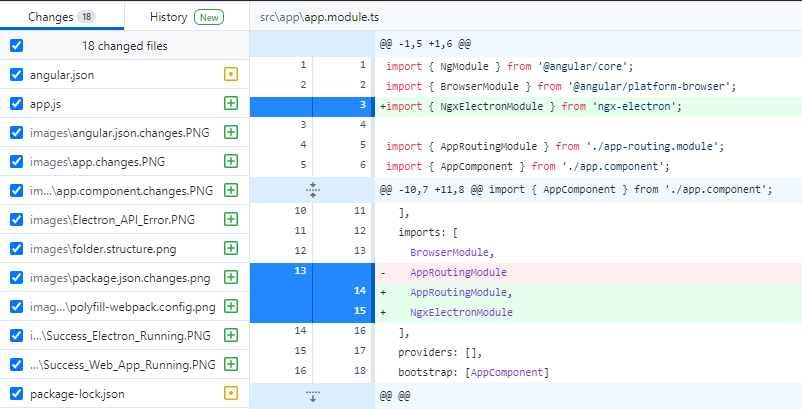 Changes 18 History New
18 changed files
angular.json
app.js
images\angular.json.changes.PNG
images\app.changes.PNG
im...\app.component.changes.PNG
images\Electron_API_Error.PNG
images\folder.structure.png
images\package.json.changes.png
imag...\polyfill-webpack.config.png
i...\Success_Electron_Running.PNG
...\Success_Web_App_Running.PNG
package-lock.json
src\app\app.module.ts
@@ -1,5 +1,6 @@
1 1 import { NgModule } from '@angular/core';
2 2 import { BrowserModule } from '@angular/platform-browser';
3 +import { NgxElectronModule } from 'ngx-electron';
3 4
4 5 import { AppRoutingModule } from './app-routing.module';
5 6 import { AppComponent } from './app.component';
@@ -10,7 +11,8 @@ import { AppComponent } from './app.component';
10 11 ],
11 12 imports: [
12 13 BrowserModule,
13 - AppRoutingModule
14 + AppRoutingModule,
15 + NgxElectronModule
14 16 ],
15 17 providers: [],
16 18 bootstrap: [AppComponent]
@@ @@